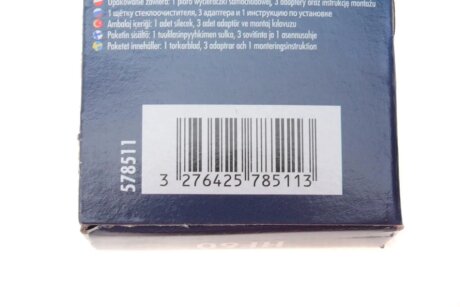 Opakowanie zawiera: 1 pióro wycieraczki samochodowej, 3 adaptery oraz instrukcję montażu
1 щётку стеклоочистителя, 3 адаптера и 1 инструкцию по установке
Ambalaj içeriği: 1 adet silecek, 3 adet adaptör ve montaj kılavuzu
Paketin sisältö: 1 tuulilasinpyyhkimen sulka, 3 sovitinta ja 1 asennusohje
Paketet innehåller: 1 torkarblad, 3 adaptrar och 1 monteringsinstruktion
578511
3 276425 785113
HF60